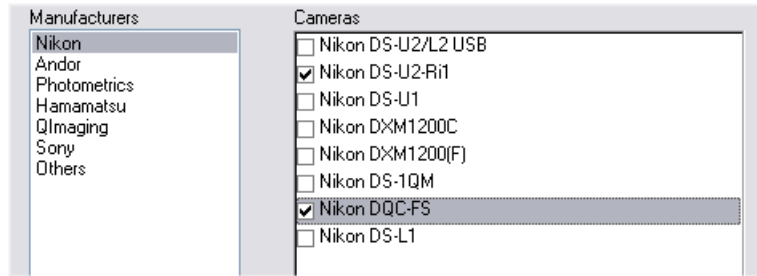 Manufacturers
Nikon
Andor
Photometrics
Hamamatsu
QImaging
Sony
Others
Cameras
Nikon DS-U2/L2 USB
Nikon DS-U2-Ri1
Nikon DS-U1
Nikon DXM1200C
Nikon DXM1200(F)
Nikon DS-1QM
Nikon DQC-FS
Nikon DS-L1